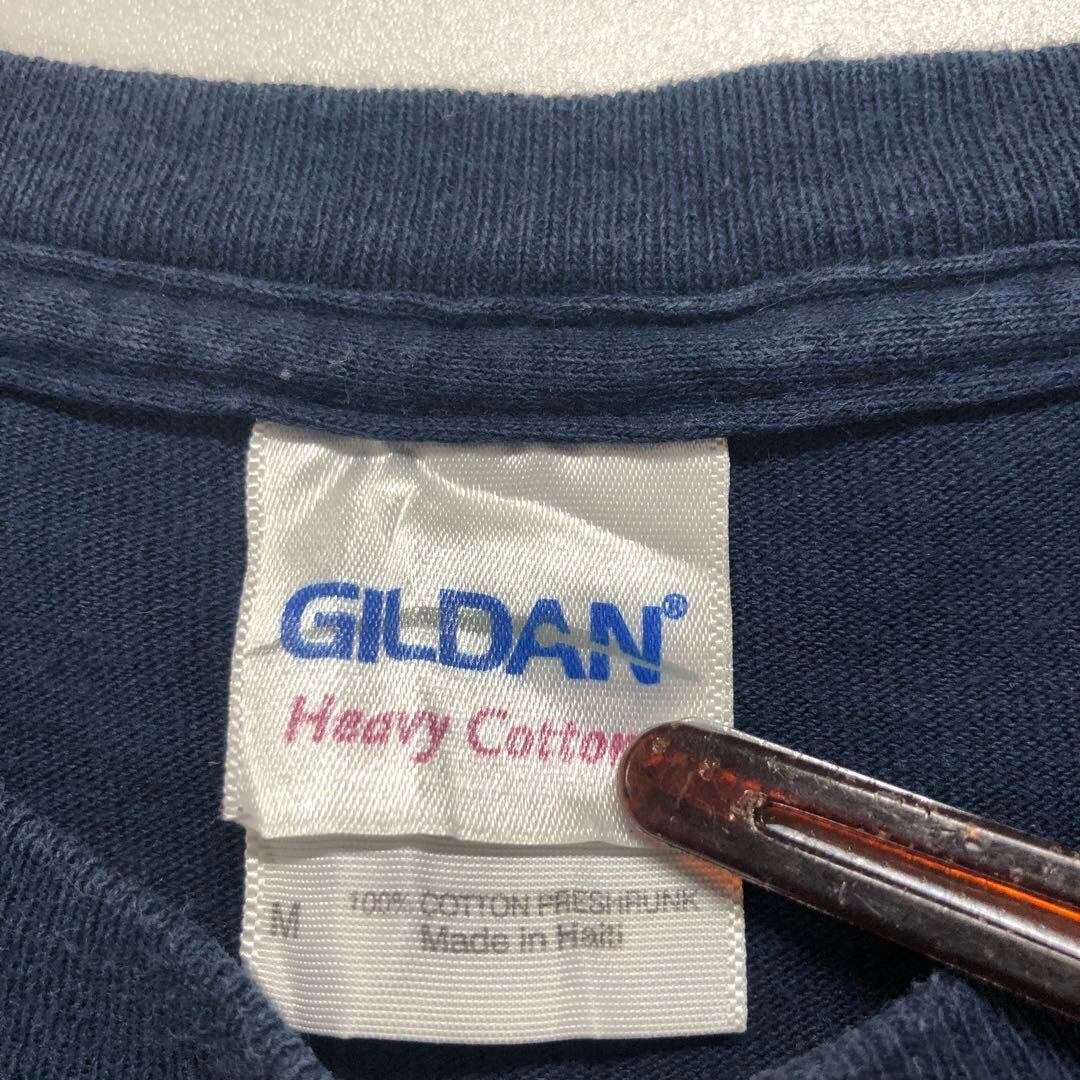 GILDAN®
Heavy Cotton
M
100% COTTON PRESHRUNK
Made in Haiti